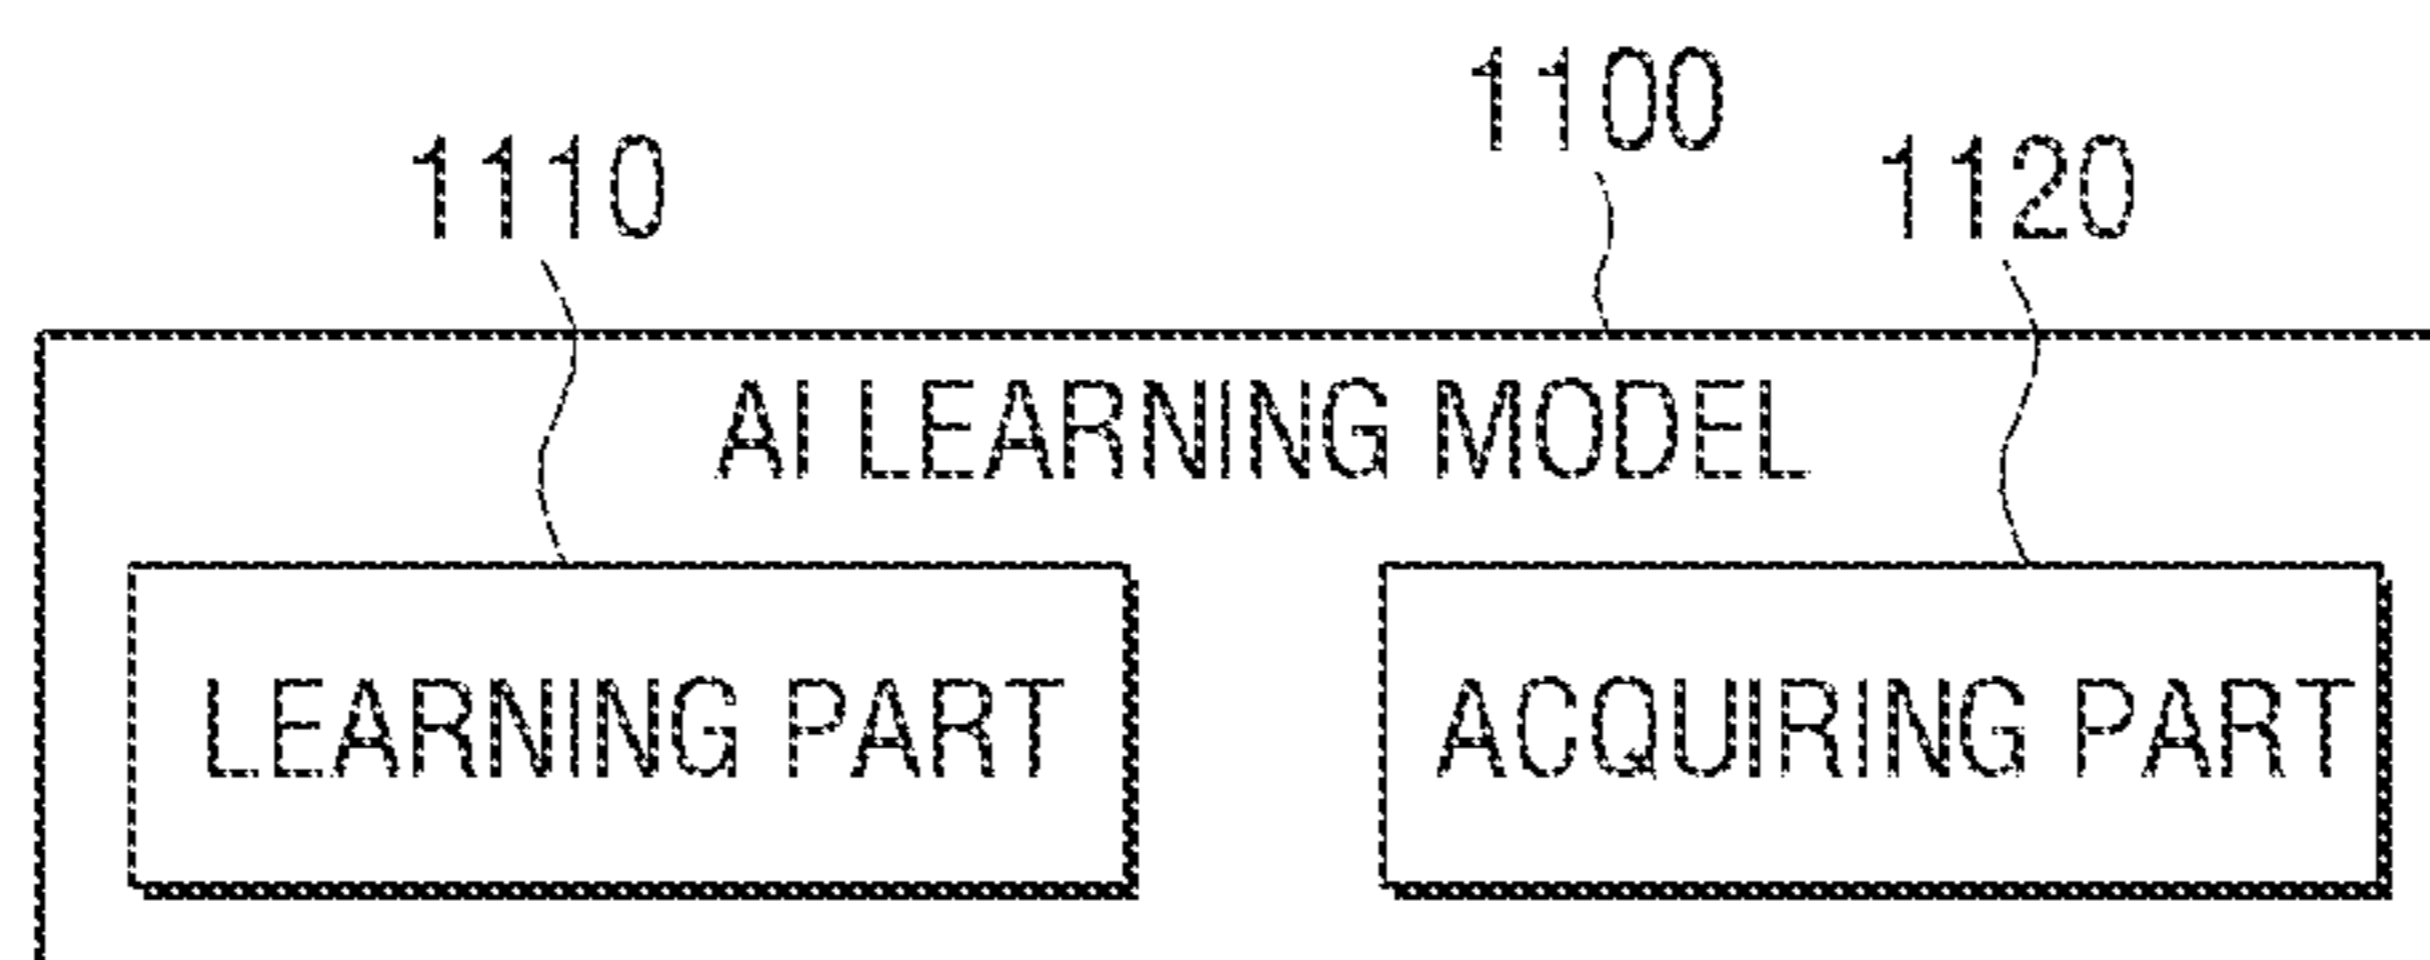 1100
1110
1120
AI LEARNING MODEL
LEARNING PART
ACQUIRING PART